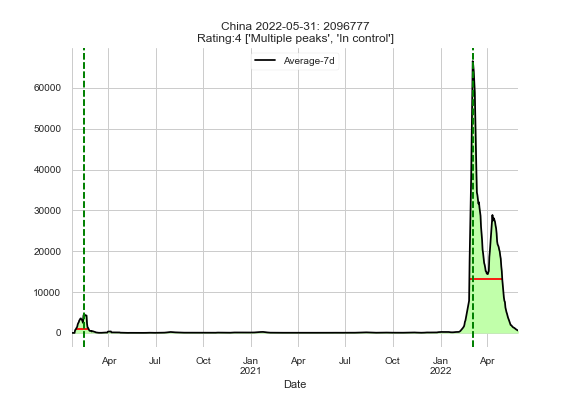 China 2022-05-31: 2096777
Rating:4 ['Multiple peaks', 'In control']
Average-7d
60000
50000
40000
30000
20000
10000
0
Apr Jul Oct Jan Apr Jul Oct Jan Apr
2021 2022
Date